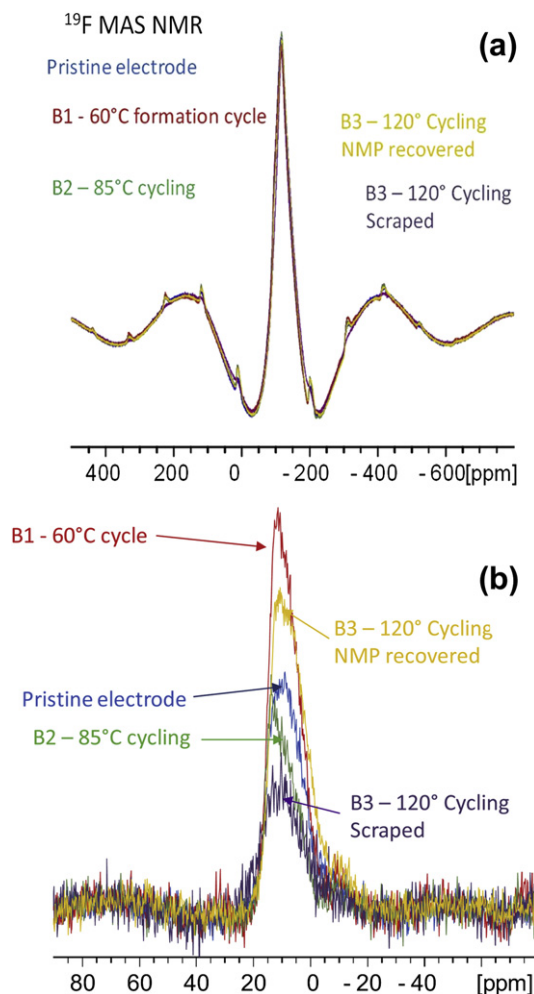 ¹⁹F MAS NMR
(a)
Pristine electrode
B1 - 60°C formation cycle
B3 – 120° Cycling
NMP recovered
B2 – 85°C cycling
B3 – 120° Cycling
Scraped
400 200 0 - 200 - 400 - 600 [ppm]
(b)
B1 - 60°C cycle
B3 – 120° Cycling
NMP recovered
Pristine electrode
B2 – 85°C cycling
B3 – 120° Cycling
Scraped
80 60 40 20 0 - 20 - 40 [ppm]